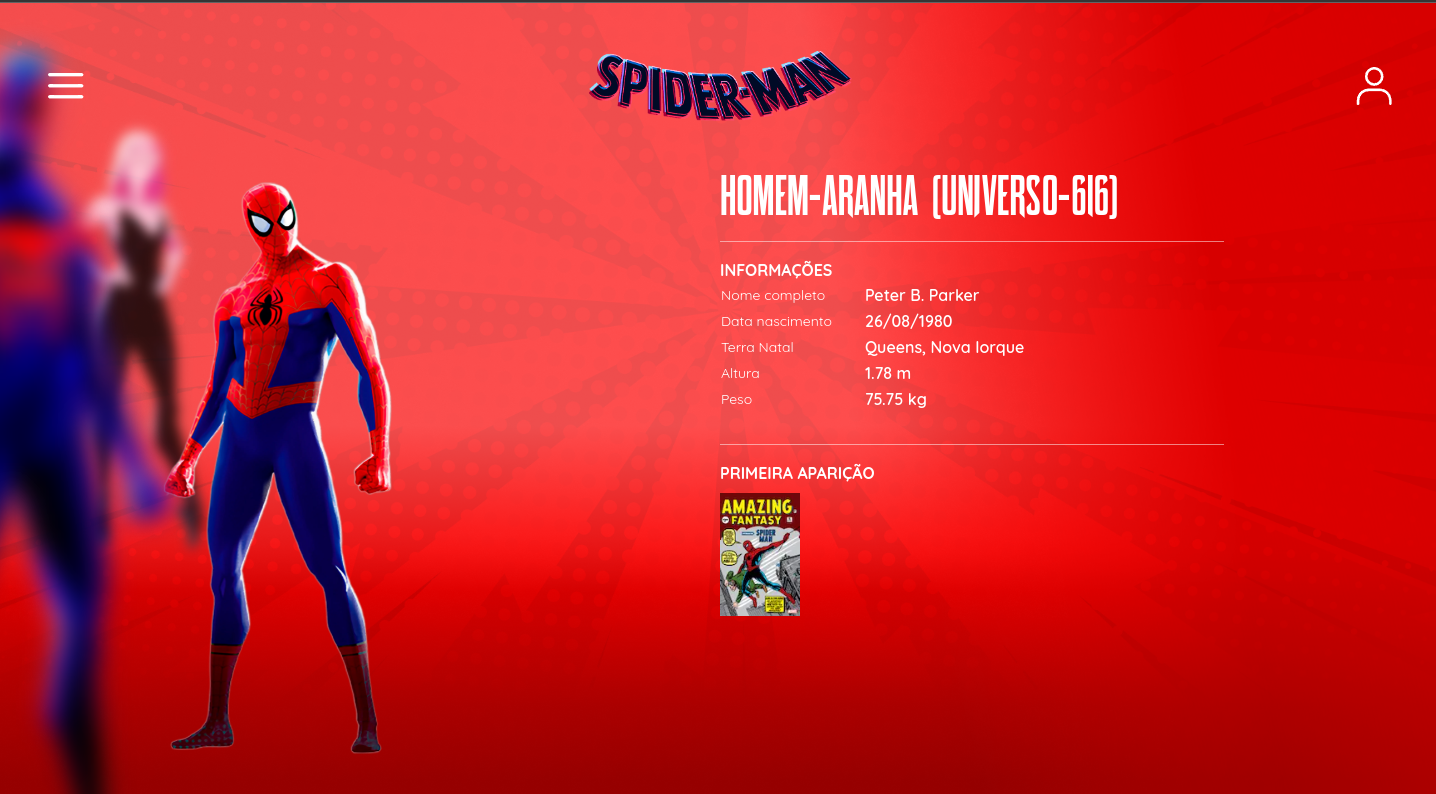 SPIDER-MAN
HOMEM-ARANHA (UNIVERSO-616)
INFORMAÇÕES
Nome completo Peter B. Parker
Data nascimento 26/08/1980
Terra Natal Queens, Nova Iorque
Altura 1.78 m
Peso 75.75 kg
PRIMEIRA APARIÇÃO
AMAZING
FANTASY
SPIDER
MAN